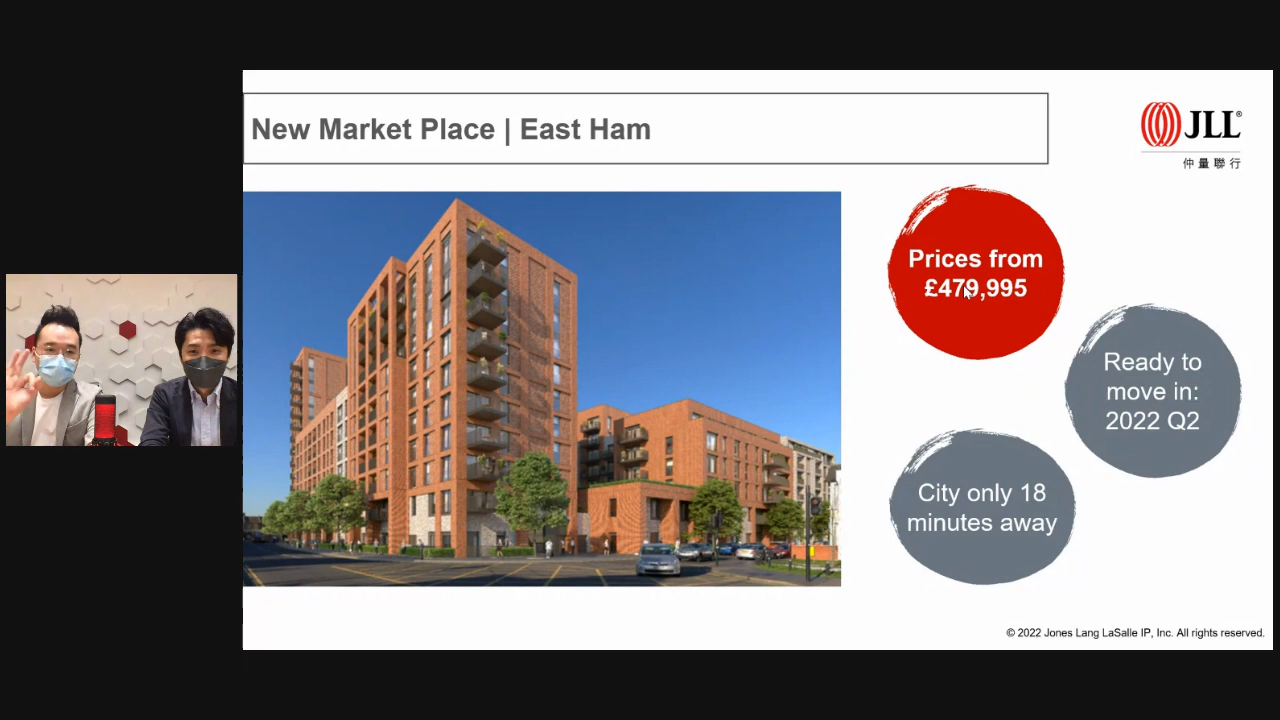 New Market Place | East Ham
JLL®
仲量聯行
Prices from
£479,995
Ready to
move in:
2022 Q2
City only 18
minutes away
© 2022 Jones Lang LaSalle IP, Inc. All rights reserved.